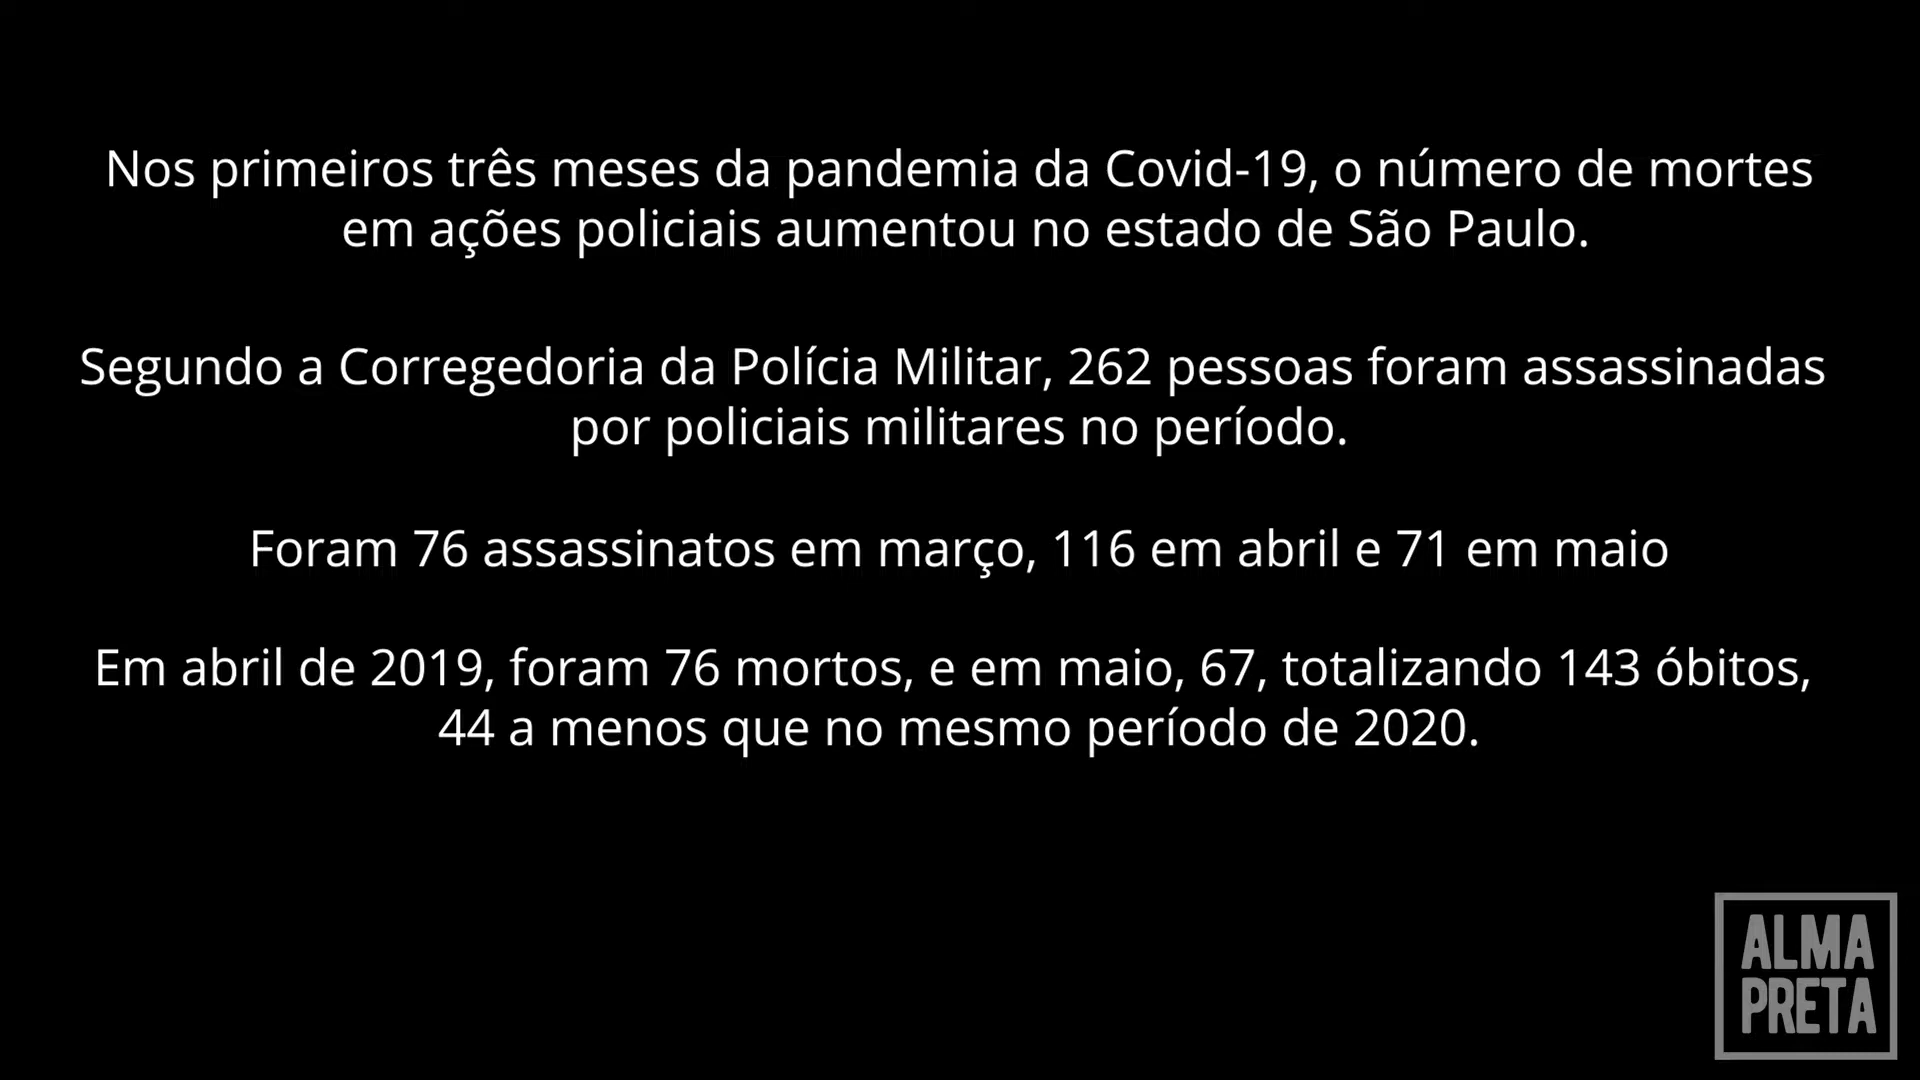 Nos primeiros três meses da pandemia da Covid-19, o número de mortes
em ações policiais aumentou no estado de São Paulo.
Segundo a Corregedoria da Polícia Militar, 262 pessoas foram assassinadas
por policiais militares no período.
Foram 76 assassinatos em março, 116 em abril e 71 em maio
Em abril de 2019, foram 76 mortos, e em maio, 67, totalizando 143 óbitos,
44 a menos que no mesmo período de 2020.
ALMA
PRETA